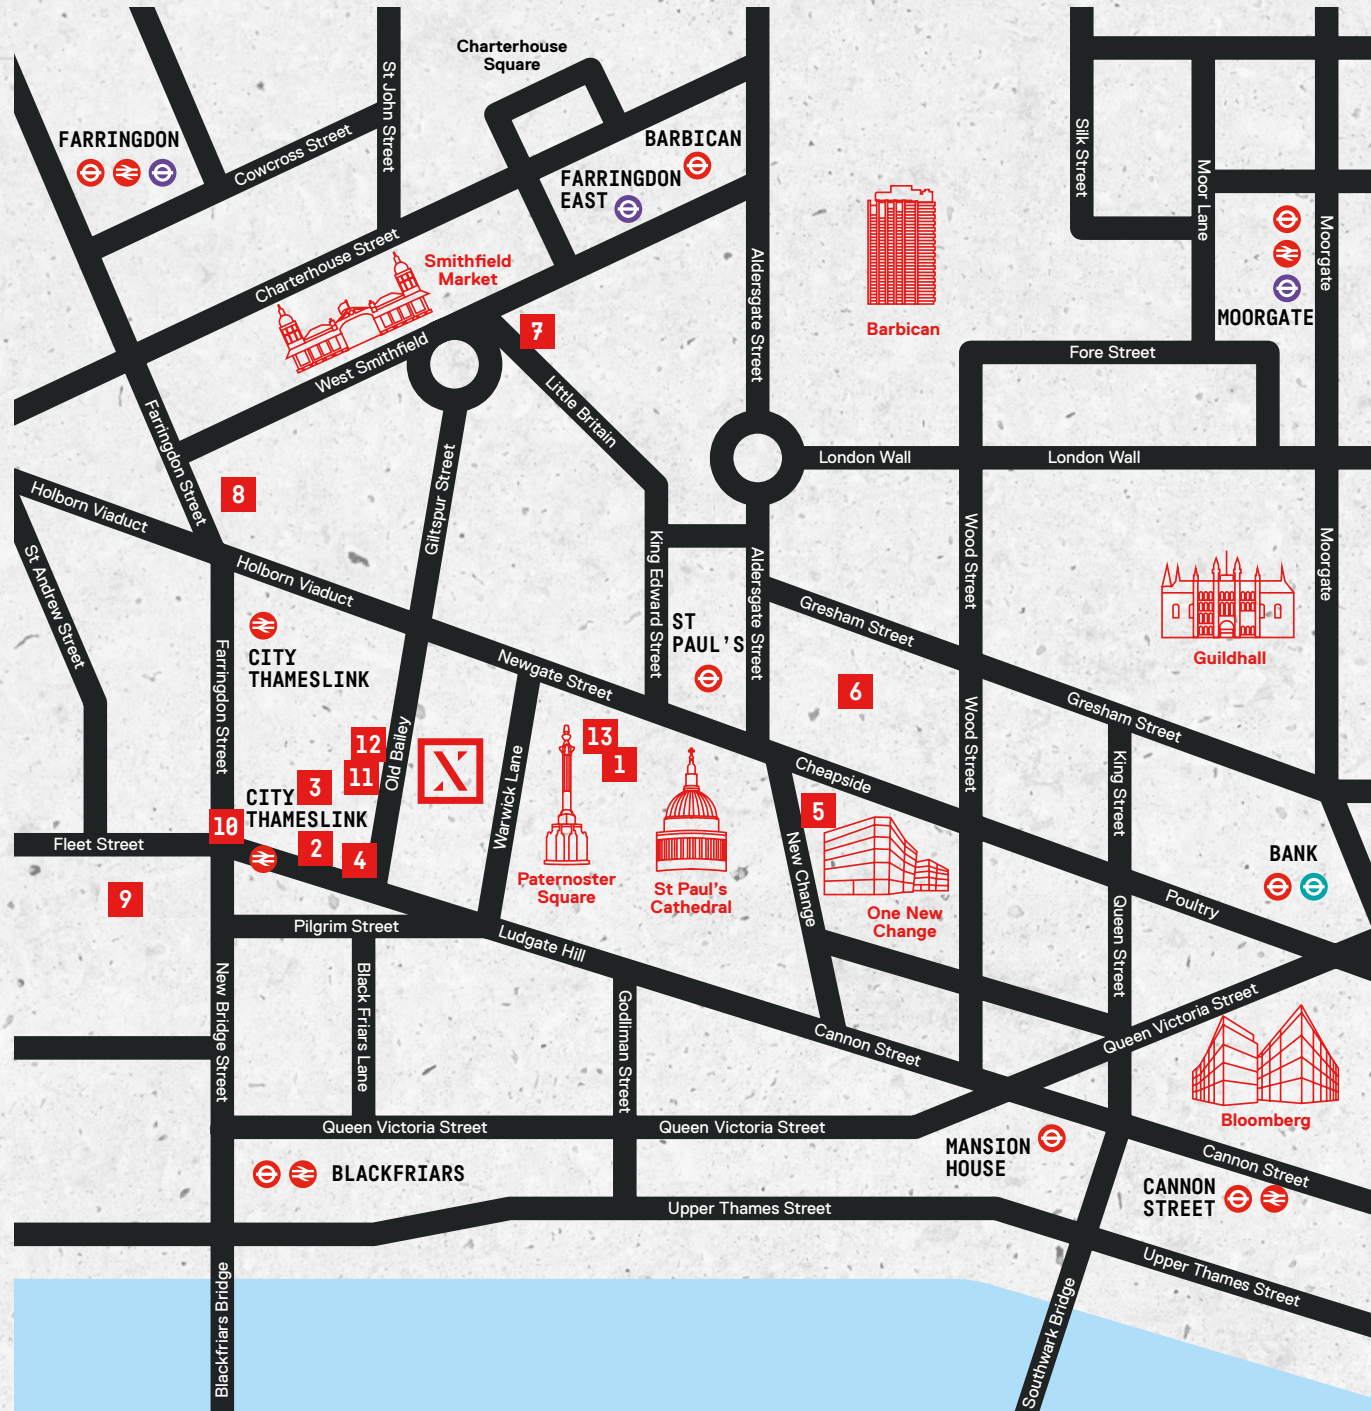 Charterhouse
Square
St John Street
FARRINGDON
Cowcross Street
BARBICAN
FARRINGDON
EAST
Silk Street
Moor Lane
Moorgate
MOORGATE
Charterhouse Street
Smithfield
Market
Aldersgate Street
Barbican
7
Fore Street
West Smithfield
Little Britain
Farringdon Street
London Wall
London Wall
8
Giltspur Street
Holborn Viaduct
St Andrew Street
Holborn Viaduct
King Edward Street
Aldersgate Street
Wood Street
Moorgate
Gresham Street
ST
PAUL'S
Guildhall
CITY
THAMESLINK
Farringdon Street
Newgate Street
6
Wood Street
Gresham Street
12
Old Bailey
X
13
1
11
3
Cheapside
King Street
CITY
THAMESLINK
10
Warwick Lane
5
Fleet Street
2
4
New Change
BANK
9
Paternoster
Square
St Paul's
Cathedral
One New
Change
Poultry
Queen Street
Pilgrim Street
Ludgate Hill
New Bridge Street
Black Friars Lane
Godliman Street
Cannon Street
Queen Victoria Street
Bloomberg
Queen Victoria Street
Queen Victoria Street
MANSION
HOUSE
BLACKFRIARS
Cannon Street
CANNON
STREET
Upper Thames Street
Upper Thames Street
Blackfriars Bridge
Southwark Bridge